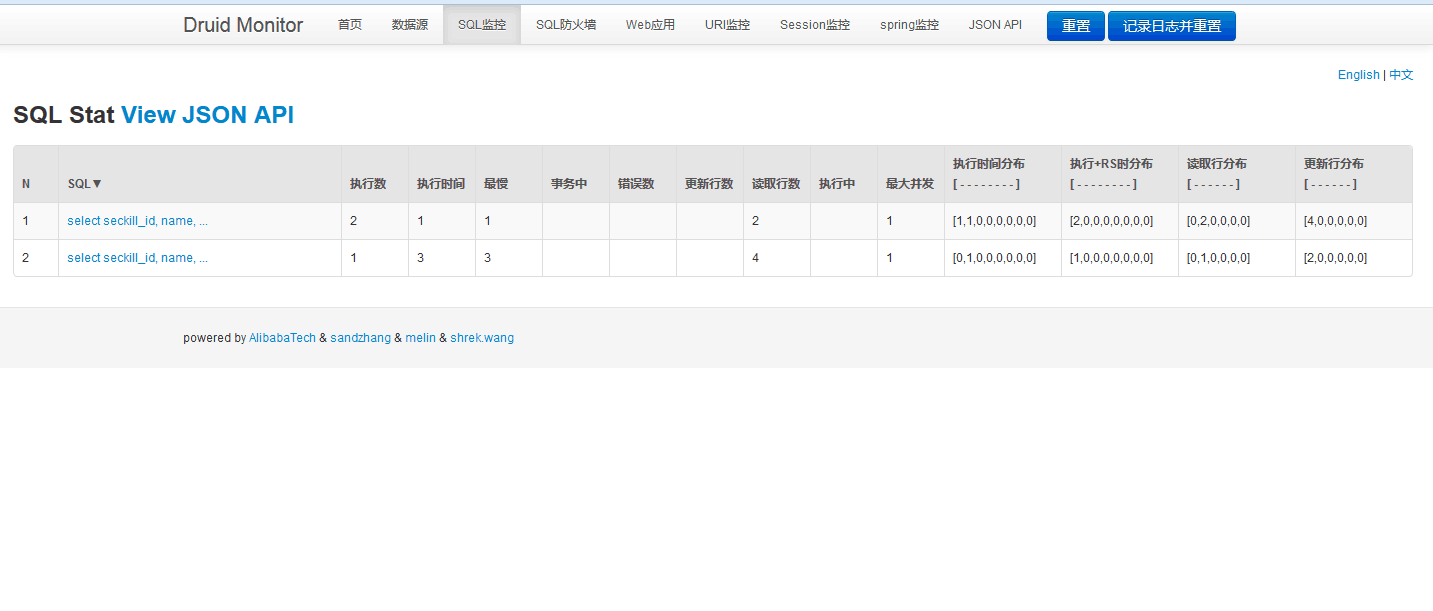 Druid Monitor 首页 数据源 SQL监控 SQL防火墙 Web应用 URI监控 Session监控 spring监控 JSON API 重置 记录日志并重置
English | 中文
SQL Stat View JSON API
N SQL▼ 执行数 执行时间 最慢 事务中 错误数 更新行数 读取行数 执行中 最大并发 执行时间分布 [ - - - - - - - - ] 执行+RS时分布 [ - - - - - - - - ] 读取行分布 [ - - - - - - ] 更新行分布 [ - - - - - - ]
1 select seckill_id, name, ... 2 1 1 2 1 [1,1,0,0,0,0,0,0] [2,0,0,0,0,0,0,0] [0,2,0,0,0,0] [4,0,0,0,0,0]
2 select seckill_id, name, ... 1 3 3 4 1 [0,1,0,0,0,0,0,0] [1,0,0,0,0,0,0,0] [0,1,0,0,0,0] [2,0,0,0,0,0]
powered by AlibabaTech & sandzhang & melin & shrek.wang